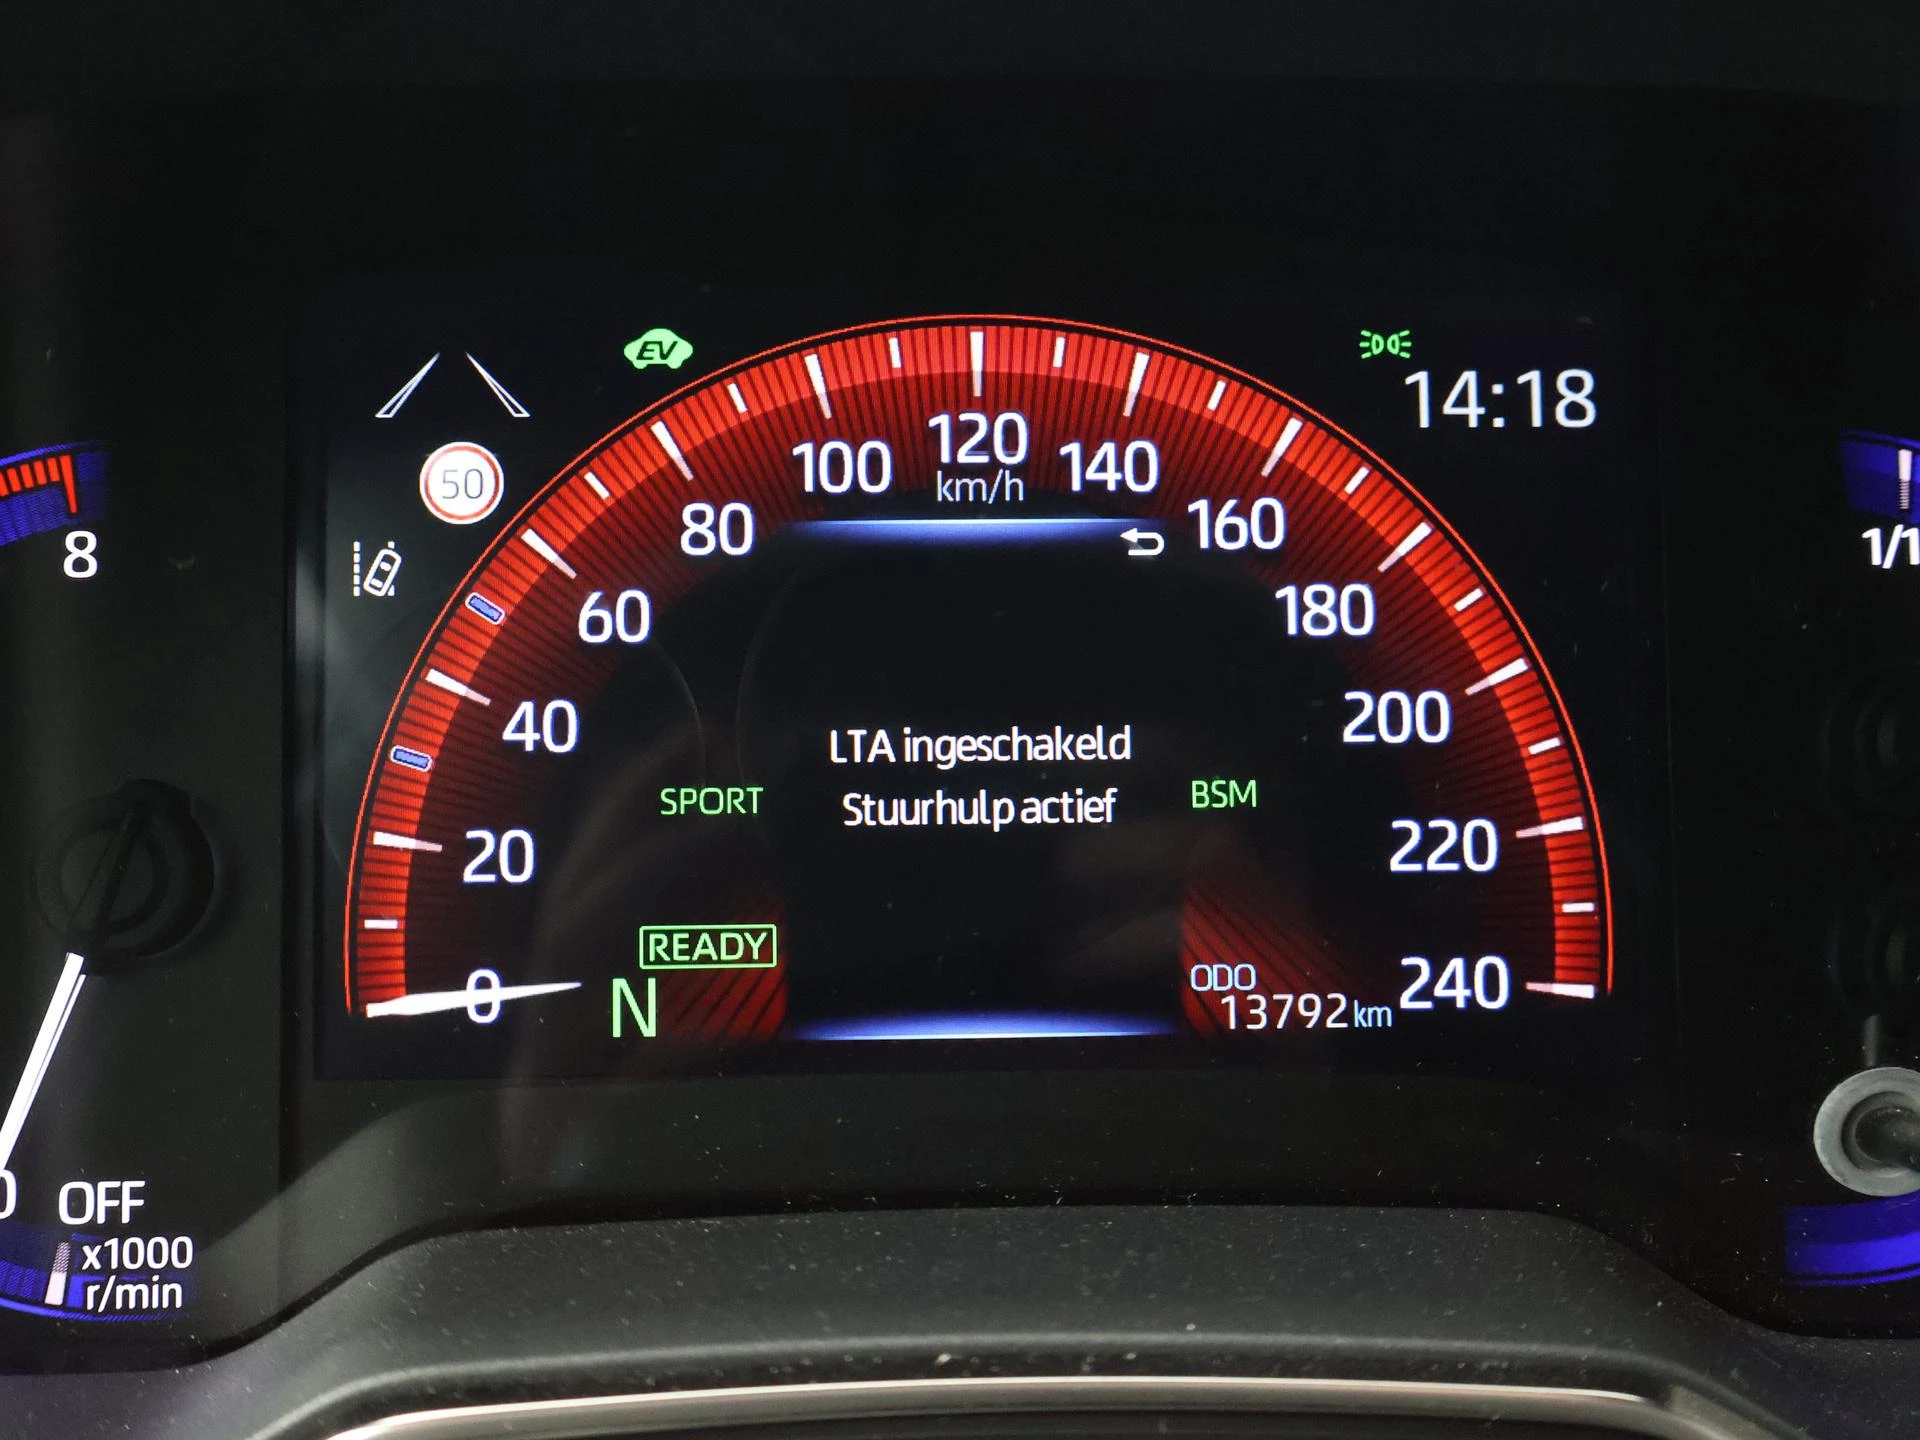 EV
14:18
50
8
1/1
0
20
40
60
80
100
120
km/h
140
160
180
200
220
240
LTA ingeschakeld
Stuurhulp actief
SPORT
BSM
READY
N
ODO
13792 km
0
OFF
x1000
r/min